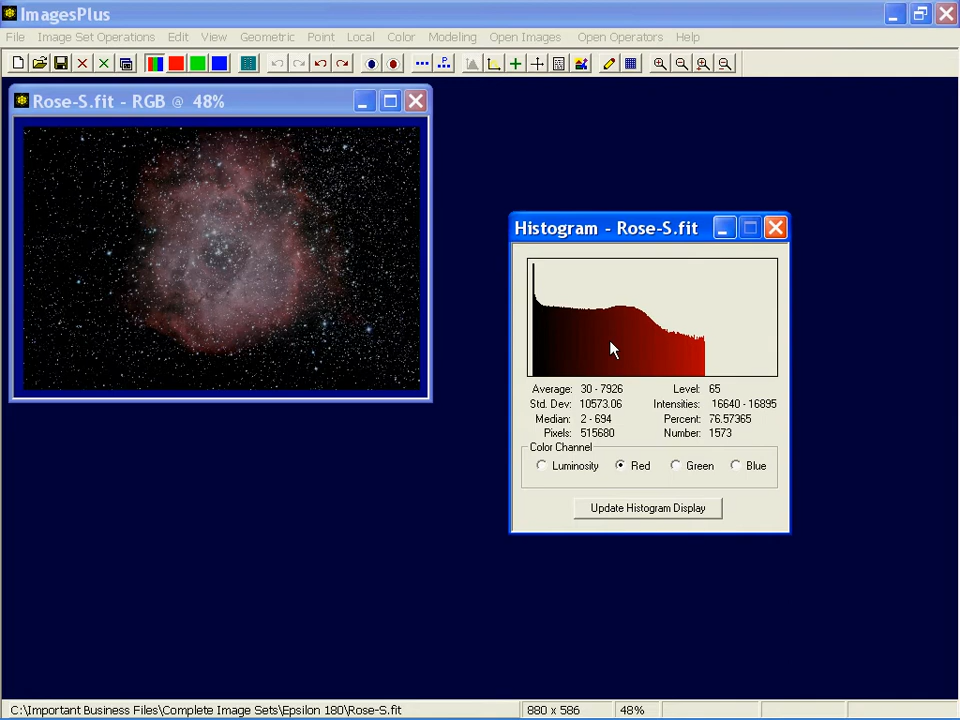 ImagesPlus
File Image Set Operations Edit View Geometric Point Local Color Modeling Open Images Open Operators Help
Rose-S.fit - RGB @ 48%
Histogram - Rose-S.fit
Average: 30 - 7926 Level: 65
Std. Dev: 10573.06 Intensities: 16640 - 16895
Median: 2 - 694 Percent: 76.57365
Pixels: 515680 Number: 1573
Color Channel
Luminosity Red Green Blue
Update Histogram Display
C:\Important Business Files\Complete Image Sets\Epsilon 180\Rose-S.fit 880 x 586 48%